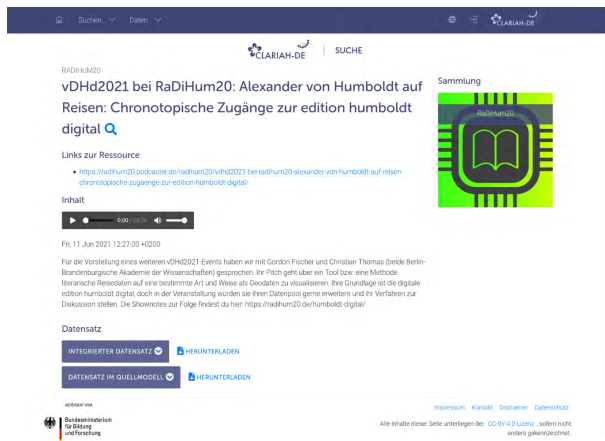 Suchen Daten CLARIAH-DE
CLARIAH-DE | SUCHE
RADIHUM20
vDHd2021 bei RaDiHum20: Alexander von Humboldt auf
Reisen: Chronotopische Zugänge zur edition humboldt
digital
Sammlung
RaDiHum20
Links zur Ressource
https://radihum20.podcaster.de/radihum20/vdhd2021-bei-radihum20-alexander-von-humboldt-auf-reisen-
chronotopische-zugaenge-zur-edition-humboldt-digital/
Inhalt
0:00 /
Fri, 11 Jun 2021 12:27:00 +0200
Für die Vorstellung eines weiteren vDHd2021-Events haben wir mit Gordon Fischer und Christian Thomas (beide Berlin-
Brandenburgische Akademie der Wissenschaften) gesprochen. Ihr Pitch geht über ein Tool bzw. eine Methode
literarische Reisedaten auf eine bestimmte Art und Weise als Geodaten zu visualisieren. Ihre Grundlage ist die digitale
edition humboldt digital, doch in der Veranstaltung würden sie ihren Datenpool gerne erweitern und ihr Verfahren zur
Diskussion stellen. Die Shownotes zur Folge findest du hier: https://radihum20.de/humboldt-digital/
Datensatz
INTEGRIERTER DATENSATZ HERUNTERLADEN
DATENSATZ IM QUELLMODELL HERUNTERLADEN
GEFÖRDERT VOM
Bundesministerium
für Bildung
und Forschung
Impressum Kontakt Disclaimer Datenschutz
Alle Inhalte dieser Seite unterliegen der CC-BY-4.0-Lizenz , sofern nicht
anders gekennzeichnet.